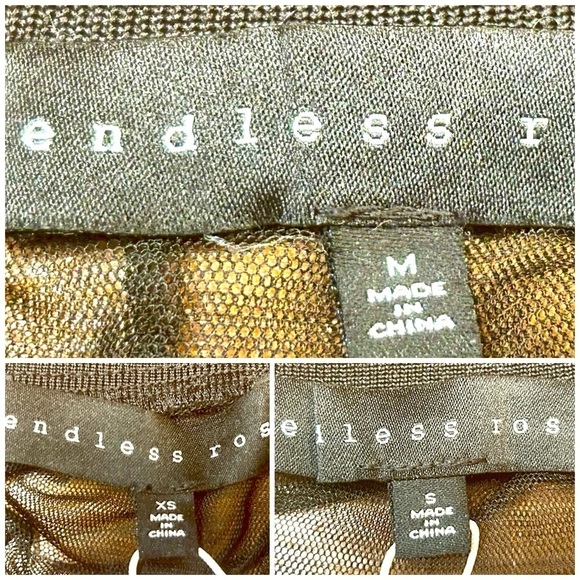 endless r
M
MADE
IN
CHINA
endless ros
XS
MADE
IN
CHINA
e lless ros
S
MADE
IN
CHINA